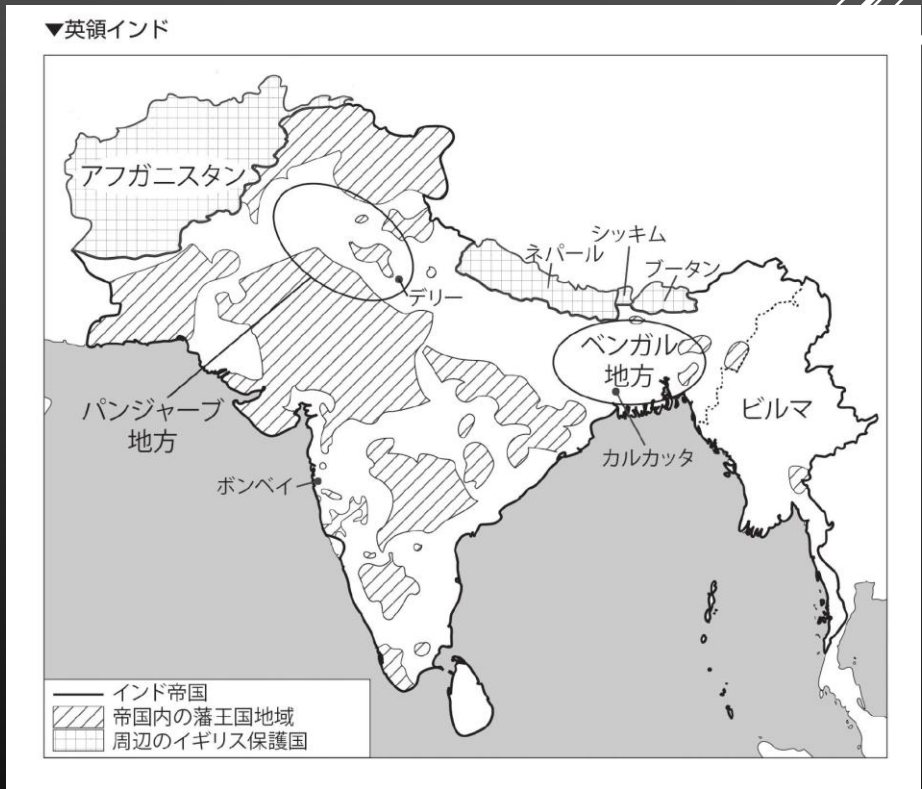 ▼英領インド
アフガニスタン
シッキム
ネパール
ブータン
デリー
ベンガル
地方
パンジャーブ
地方
ビルマ
カルカッタ
ボンベイ
インド帝国
帝国内の藩王国地域
周辺のイギリス保護国